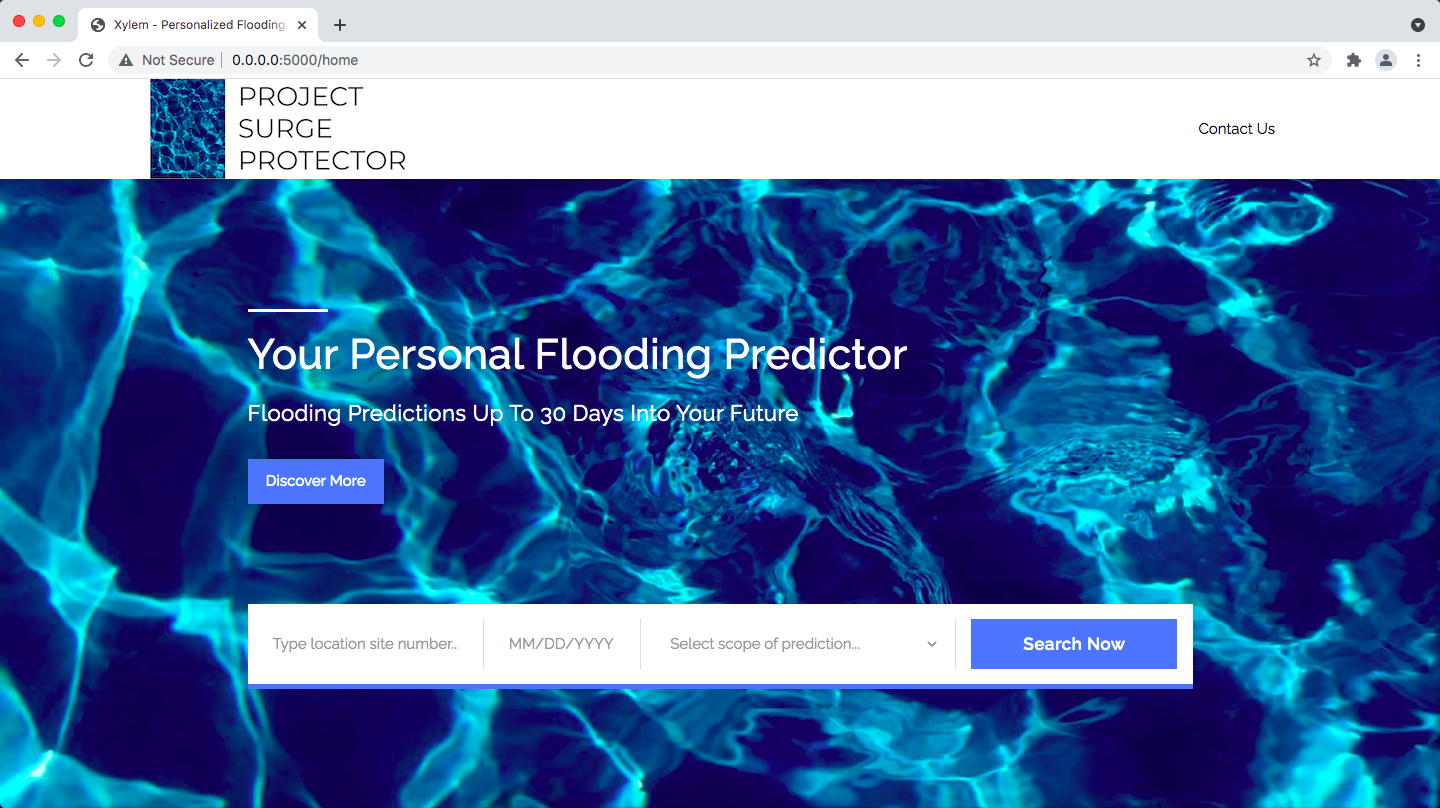 Xylem - Personalized Flooding
Not Secure
0.0.0.0:5000/home
PROJECT
SURGE
PROTECTOR
Contact Us
Your Personal Flooding Predictor
Flooding Predictions Up To 30 Days Into Your Future
Discover More
Type location site number...
MM/DD/YYYY
Select scope of prediction...
Search Now